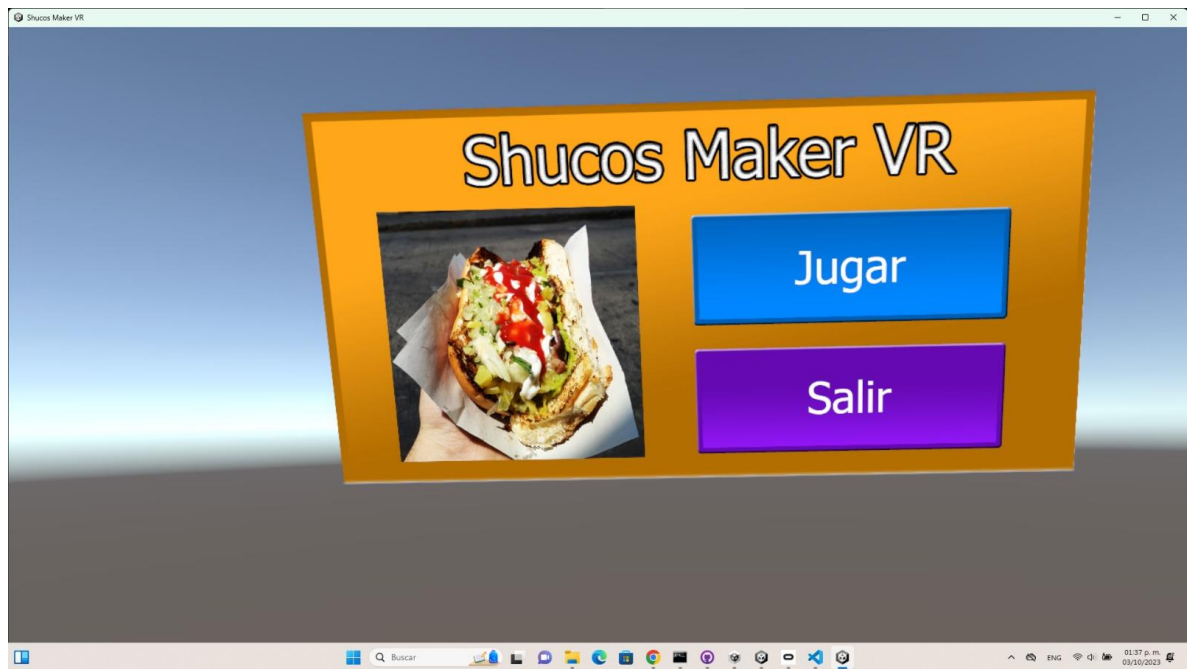 Shucos Maker VR
Shucos Maker VR
Jugar
Salir
Buscar
ENG
01:37 p. m.
03/10/2023